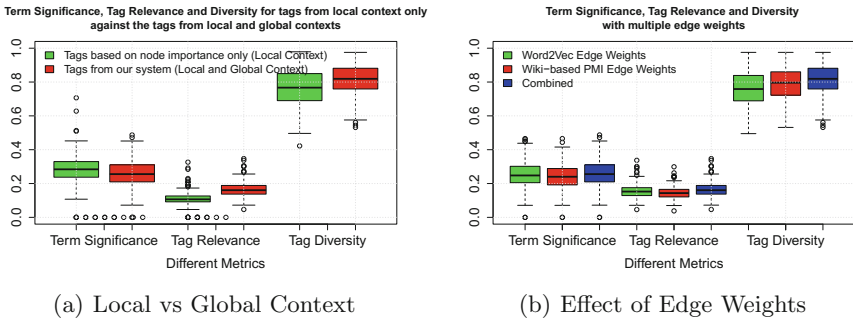 Term Significance, Tag Relevance and Diversity for tags from local context only
against the tags from local and global contexts
Tags based on node importance only (Local Context)
Tags from our system (Local and Global Context)
1.0
0.8
0.6
0.4
0.2
0.0
Term Significance
Tag Relevance
Tag Diversity
Different Metrics
(a) Local vs Global Context
Term Significance, Tag Relevance and Diversity
with multiple edge weights
Word2Vec Edge Weights
Wiki-based PMI Edge Weights
Combined
1.0
0.8
0.6
0.4
0.2
0.0
Term Significance
Tag Relevance
Tag Diversity
Different Metrics
(b) Effect of Edge Weights